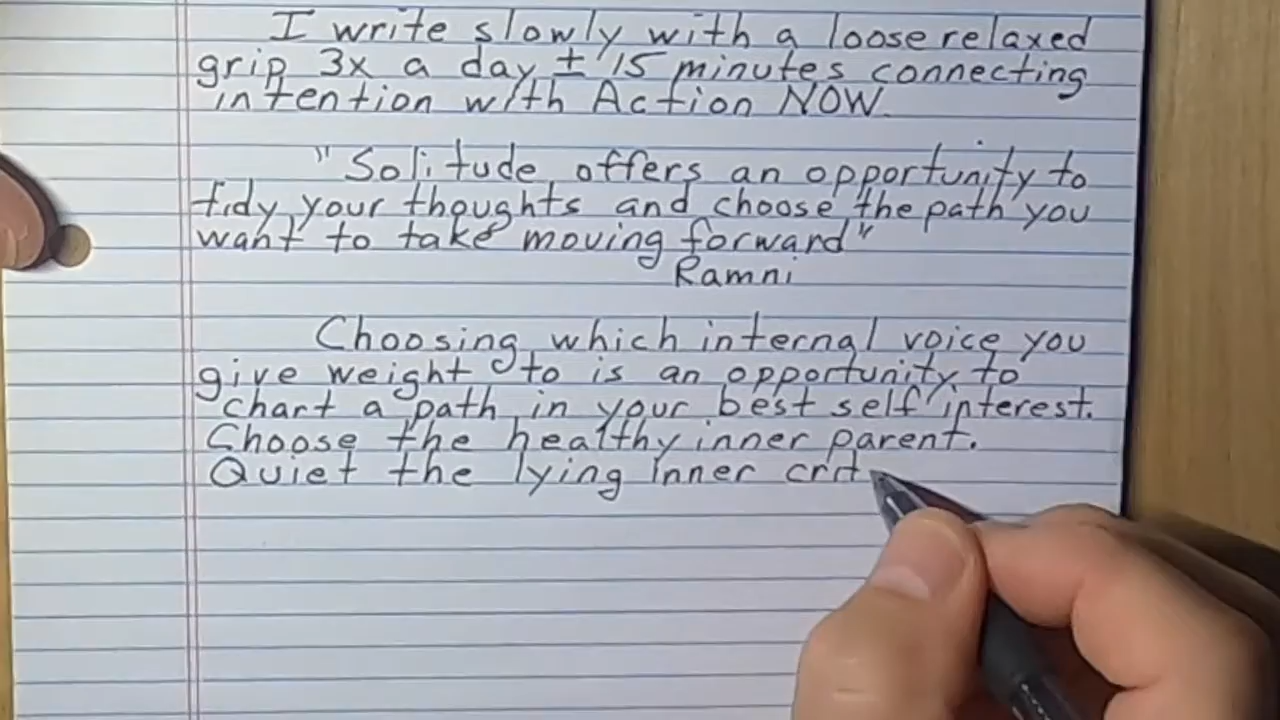 I write slowly with a loose relaxed
grip 3x a day ± 15 minutes connecting
intention with Action NOW.
"Solitude offers an opportunity to
tidy your thoughts and choose the path you
want to take moving forward"
Ramni
Choosing which internal voice you
give weight to is an opportunity to
chart a path in your best self interest.
Choose the healthy inner parent.
Quiet the lying inner crit